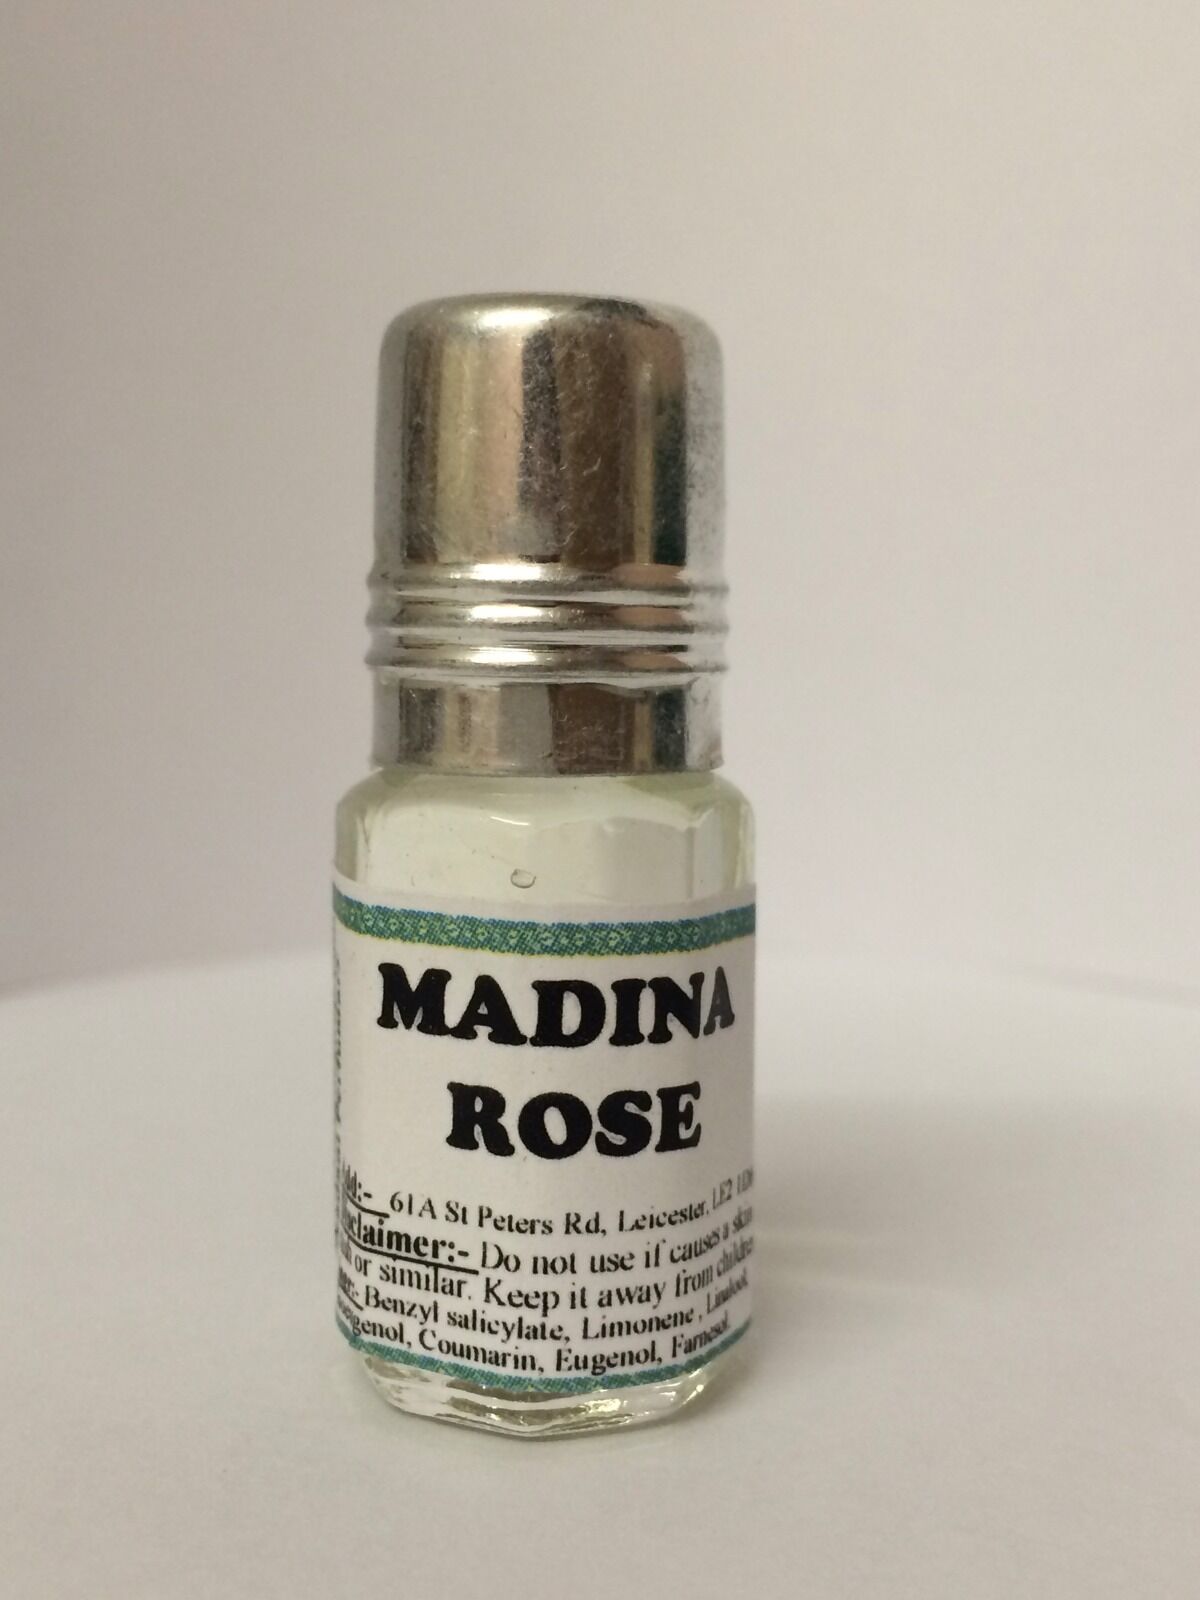 MADINA
ROSE
61A St Peters Rd, Leicester, LE2
Do not use if causes a skin
or similar. Keep it away from children
Benzyl salicylate, Limonene, Linalool,
Coumarin, Eugenol, Farnesol.